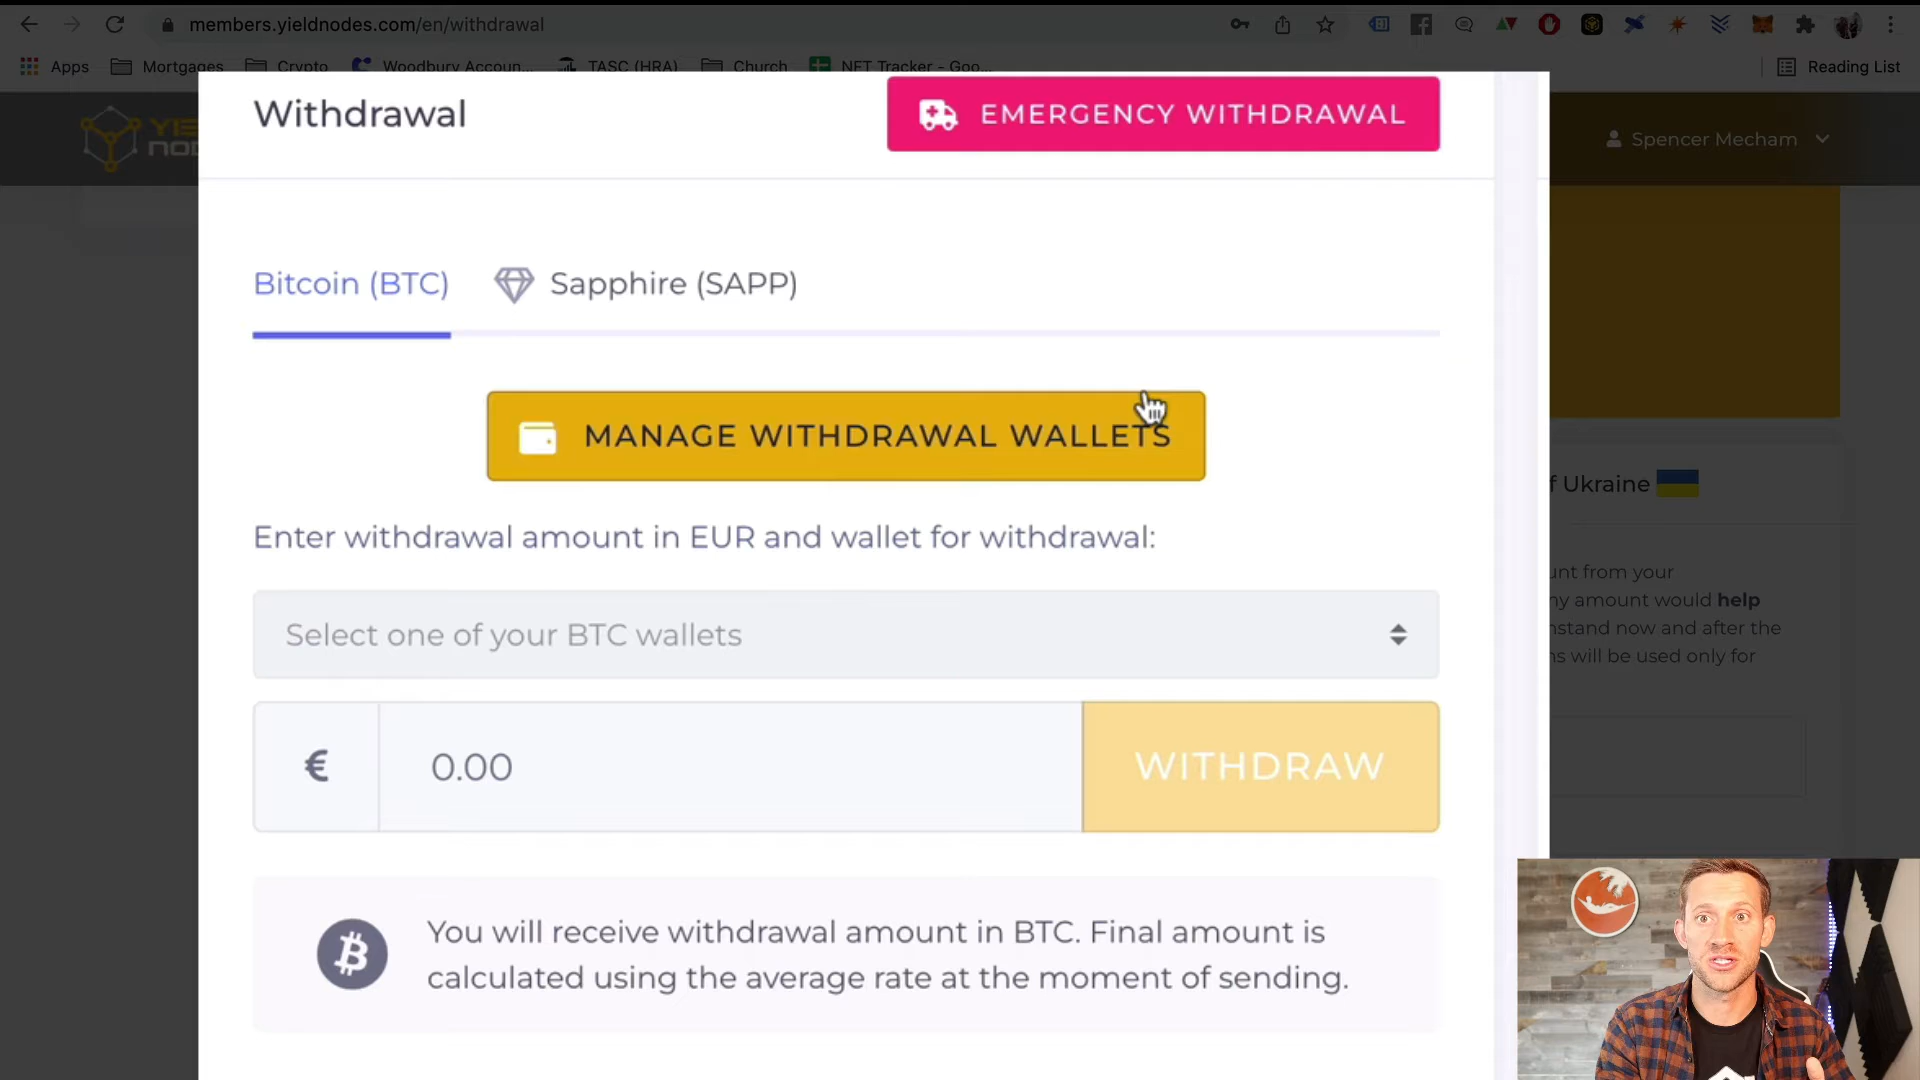 members.yieldnodes.com/en/withdrawal
Apps
Mortgages
Crypto
Woodbury Accoun...
TASC (HRA)
Church
NFT Tracker - Goo...
Reading List
Withdrawal
EMERGENCY WITHDRAWAL
Spencer Mecham
Bitcoin (BTC)
Sapphire (SAPP)
MANAGE WITHDRAWAL WALLETS
f Ukraine
Enter withdrawal amount in EUR and wallet for withdrawal:
unt from your
ny amount would help
nstand now and after the
ns will be used only for
Select one of your BTC wallets
€
0.00
WITHDRAW
You will receive withdrawal amount in BTC. Final amount is
calculated using the average rate at the moment of sending.